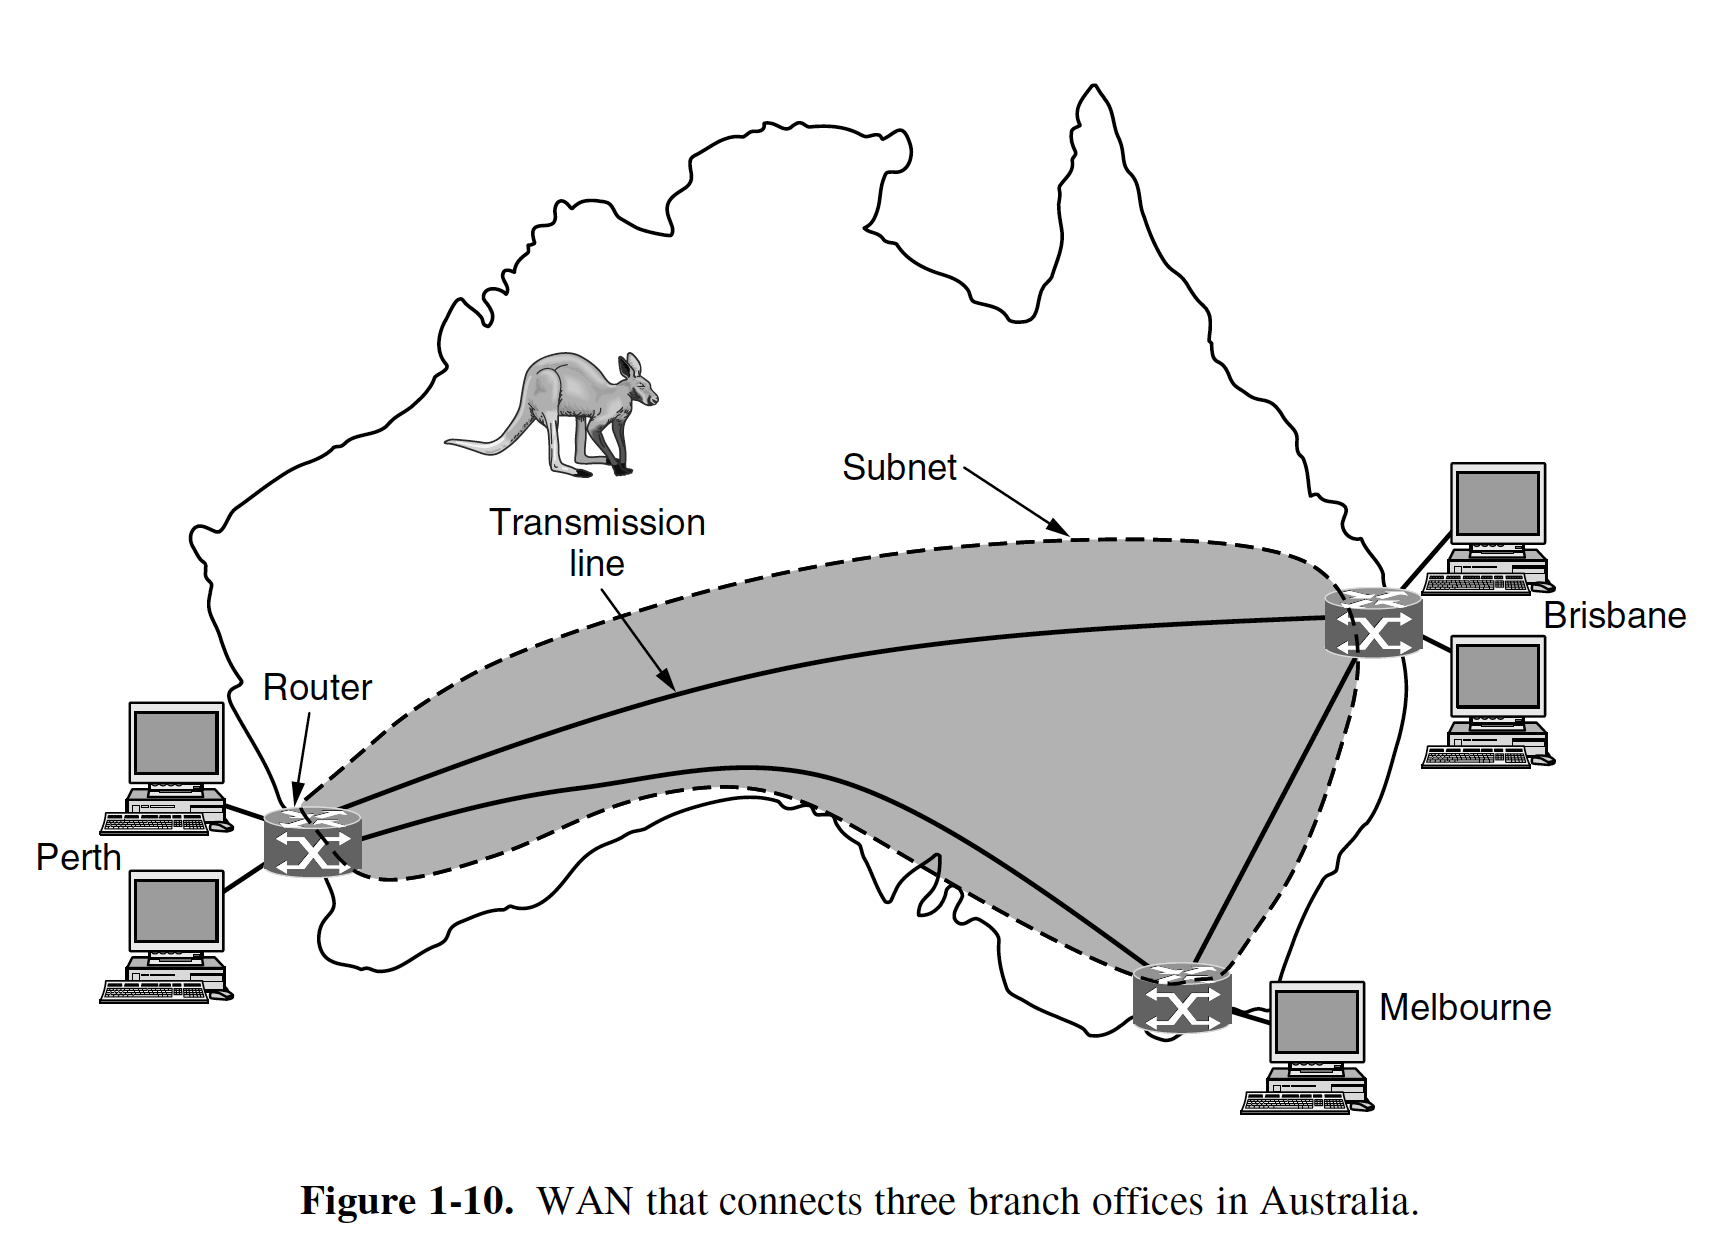 Subnet
Transmission
line
Brisbane
Router
Perth
Melbourne
Figure 1-10. WAN that connects three branch offices in Australia.